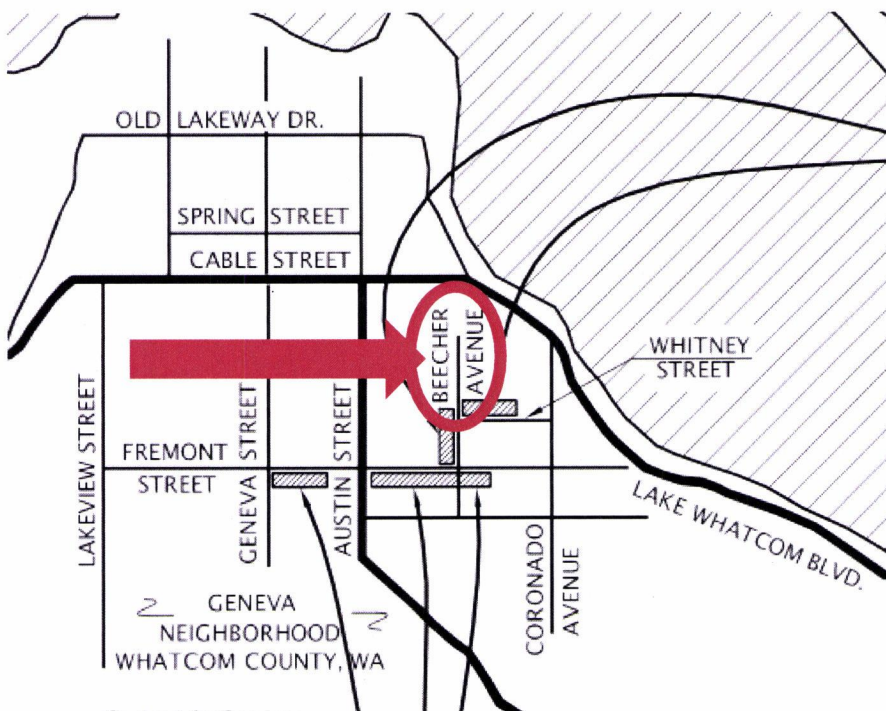 OLD LAKEWAY DR.
SPRING STREET
CABLE STREET
BEECHER
AVENUE
WHITNEY
STREET
LAKEVIEW STREET
FREMONT
STREET
GENEVA STREET
AUSTIN STREET
LAKE WHATCOM BLVD.
CORONADO
AVENUE
GENEVA
NEIGHBORHOOD
WHATCOM COUNTY, WA